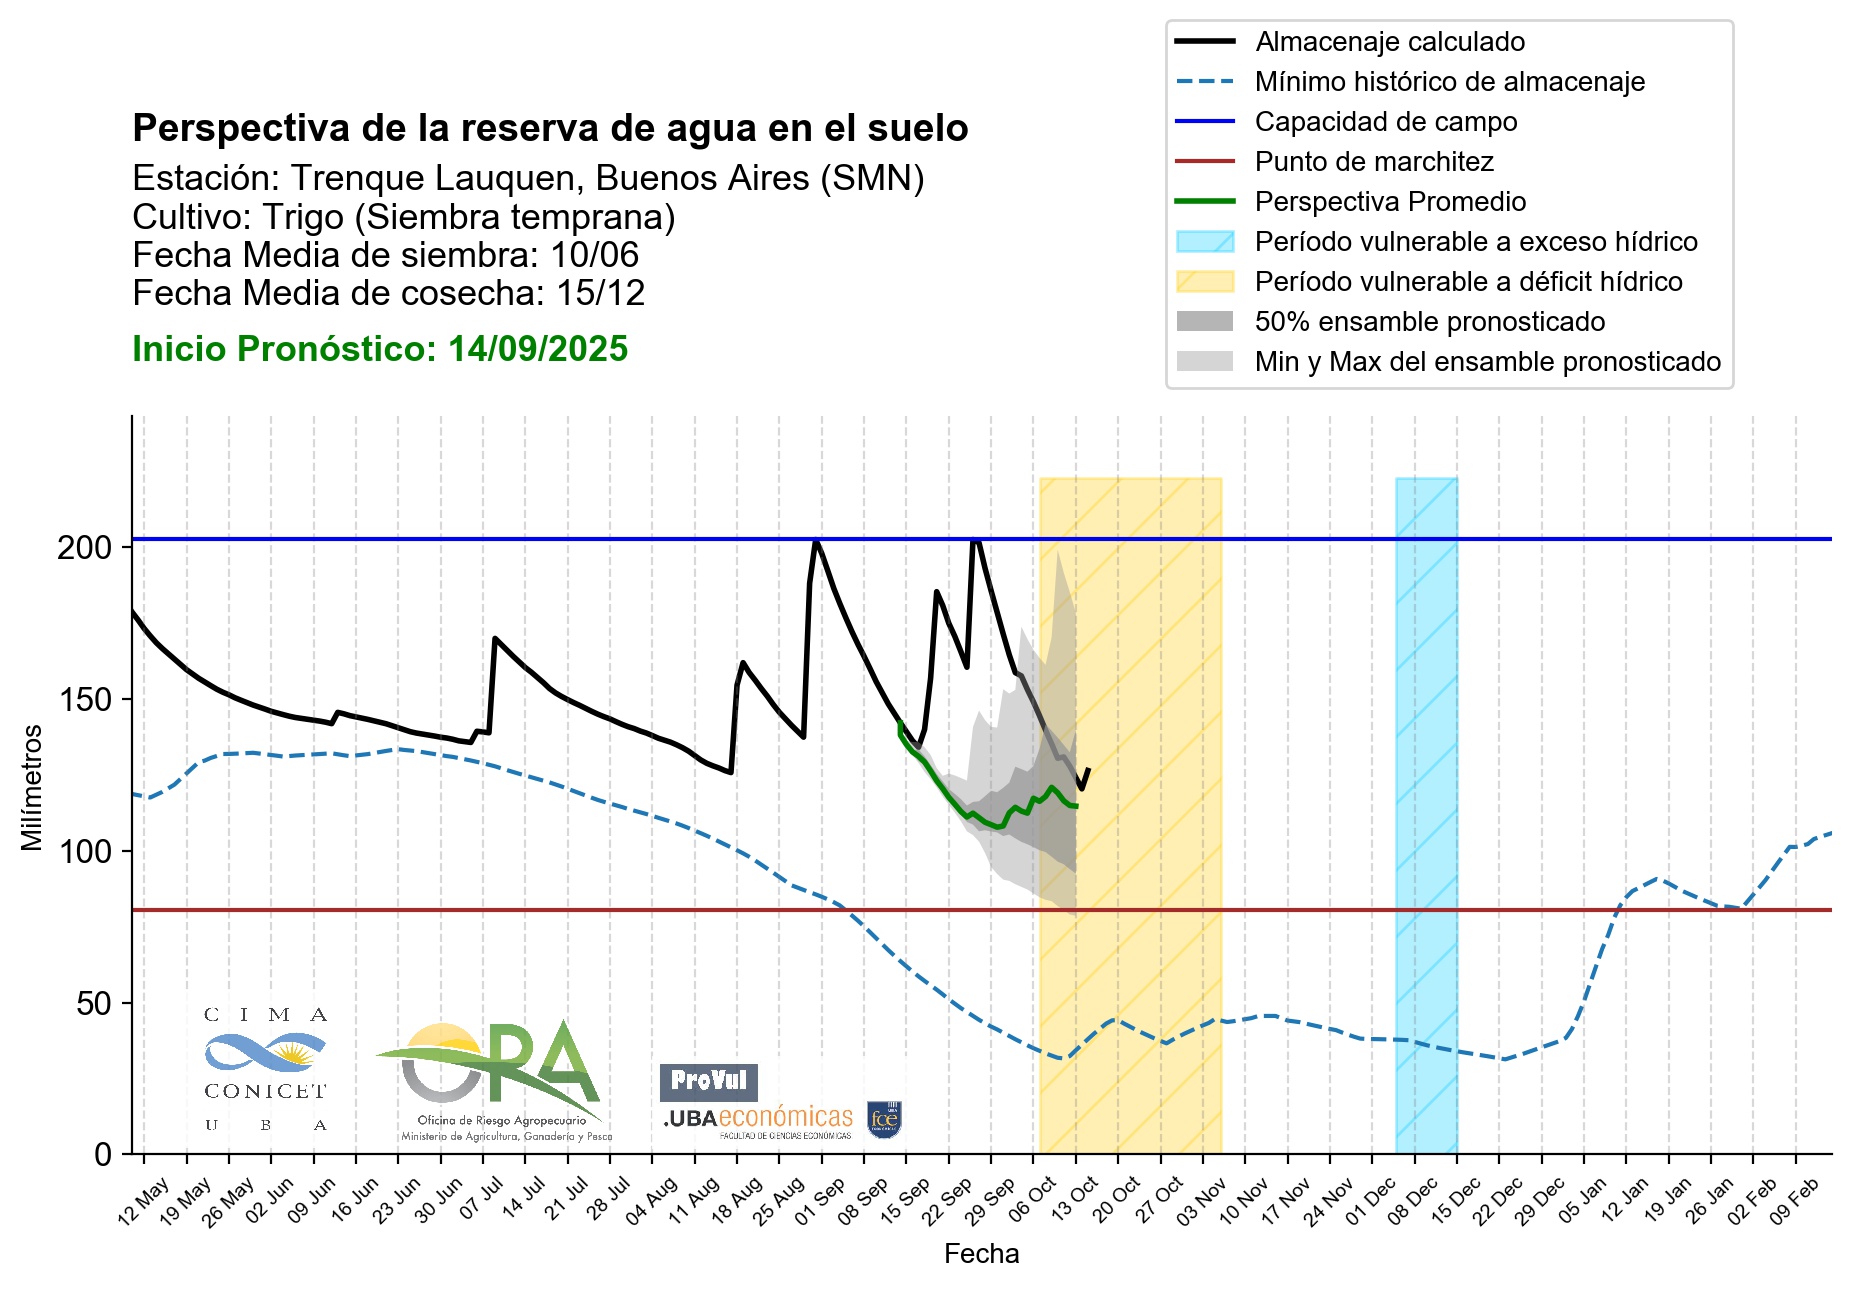 Almacenaje calculado
Mínimo histórico de almacenaje
Capacidad de campo
Punto de marchitez
Perspectiva Promedio
Período vulnerable a exceso hídrico
Período vulnerable a déficit hídrico
50% ensamble pronosticado
Min y Max del ensamble pronosticado
Perspectiva de la reserva de agua en el suelo
Estación: Trenque Lauquen, Buenos Aires (SMN)
Cultivo: Trigo (Siembra temprana)
Fecha Media de siembra: 10/06
Fecha Media de cosecha: 15/12
Inicio Pronóstico: 14/09/2025
Milímetros
200
150
100
50
0
CIMA
CONICET
UBA
ORA
Oficina de Riesgo Agropecuario
Ministerio de Agricultura, Ganadería y Pesca
ProVul
.UBAeconómicas
FACULTAD DE CIENCIAS ECONÓMICAS
UBA
fce
ECONÓMICAS
12 May
19 May
26 May
02 Jun
09 Jun
16 Jun
23 Jun
30 Jun
07 Jul
14 Jul
21 Jul
28 Jul
04 Aug
11 Aug
18 Aug
25 Aug
01 Sep
08 Sep
15 Sep
22 Sep
29 Sep
06 Oct
13 Oct
20 Oct
27 Oct
03 Nov
10 Nov
17 Nov
24 Nov
01 Dec
08 Dec
15 Dec
22 Dec
29 Dec
05 Jan
12 Jan
19 Jan
26 Jan
02 Feb
09 Feb
Fecha